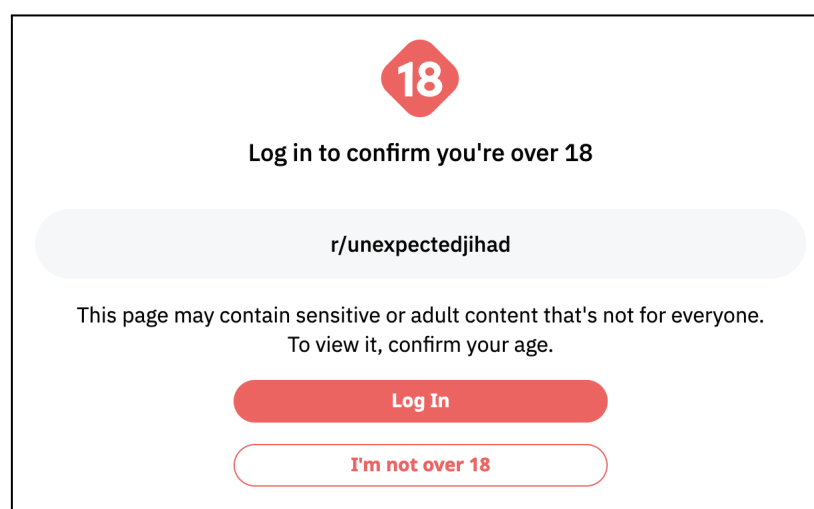 18
Log in to confirm you're over 18
r/unexpectedjihad
This page may contain sensitive or adult content that's not for everyone.
To view it, confirm your age.
Log In
I'm not over 18